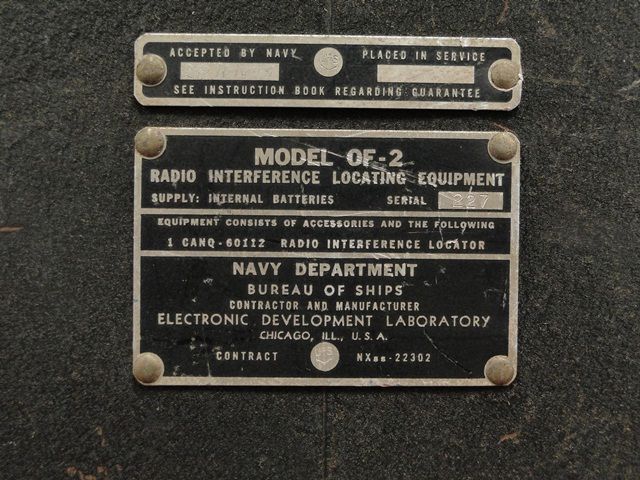 ACCEPTED BY NAVY PLACED IN SERVICE
SEE INSTRUCTION BOOK REGARDING GUARANTEE
MODEL OF-2
RADIO INTERFERENCE LOCATING EQUIPMENT
SUPPLY: INTERNAL BATTERIES SERIAL 227
EQUIPMENT CONSISTS OF ACCESSORIES AND THE FOLLOWING
1 CANQ-60112 RADIO INTERFERENCE LOCATOR
NAVY DEPARTMENT
BUREAU OF SHIPS
CONTRACTOR AND MANUFACTURER
ELECTRONIC DEVELOPMENT LABORATORY
CHICAGO, ILL., U. S. A.
CONTRACT NXss-22302